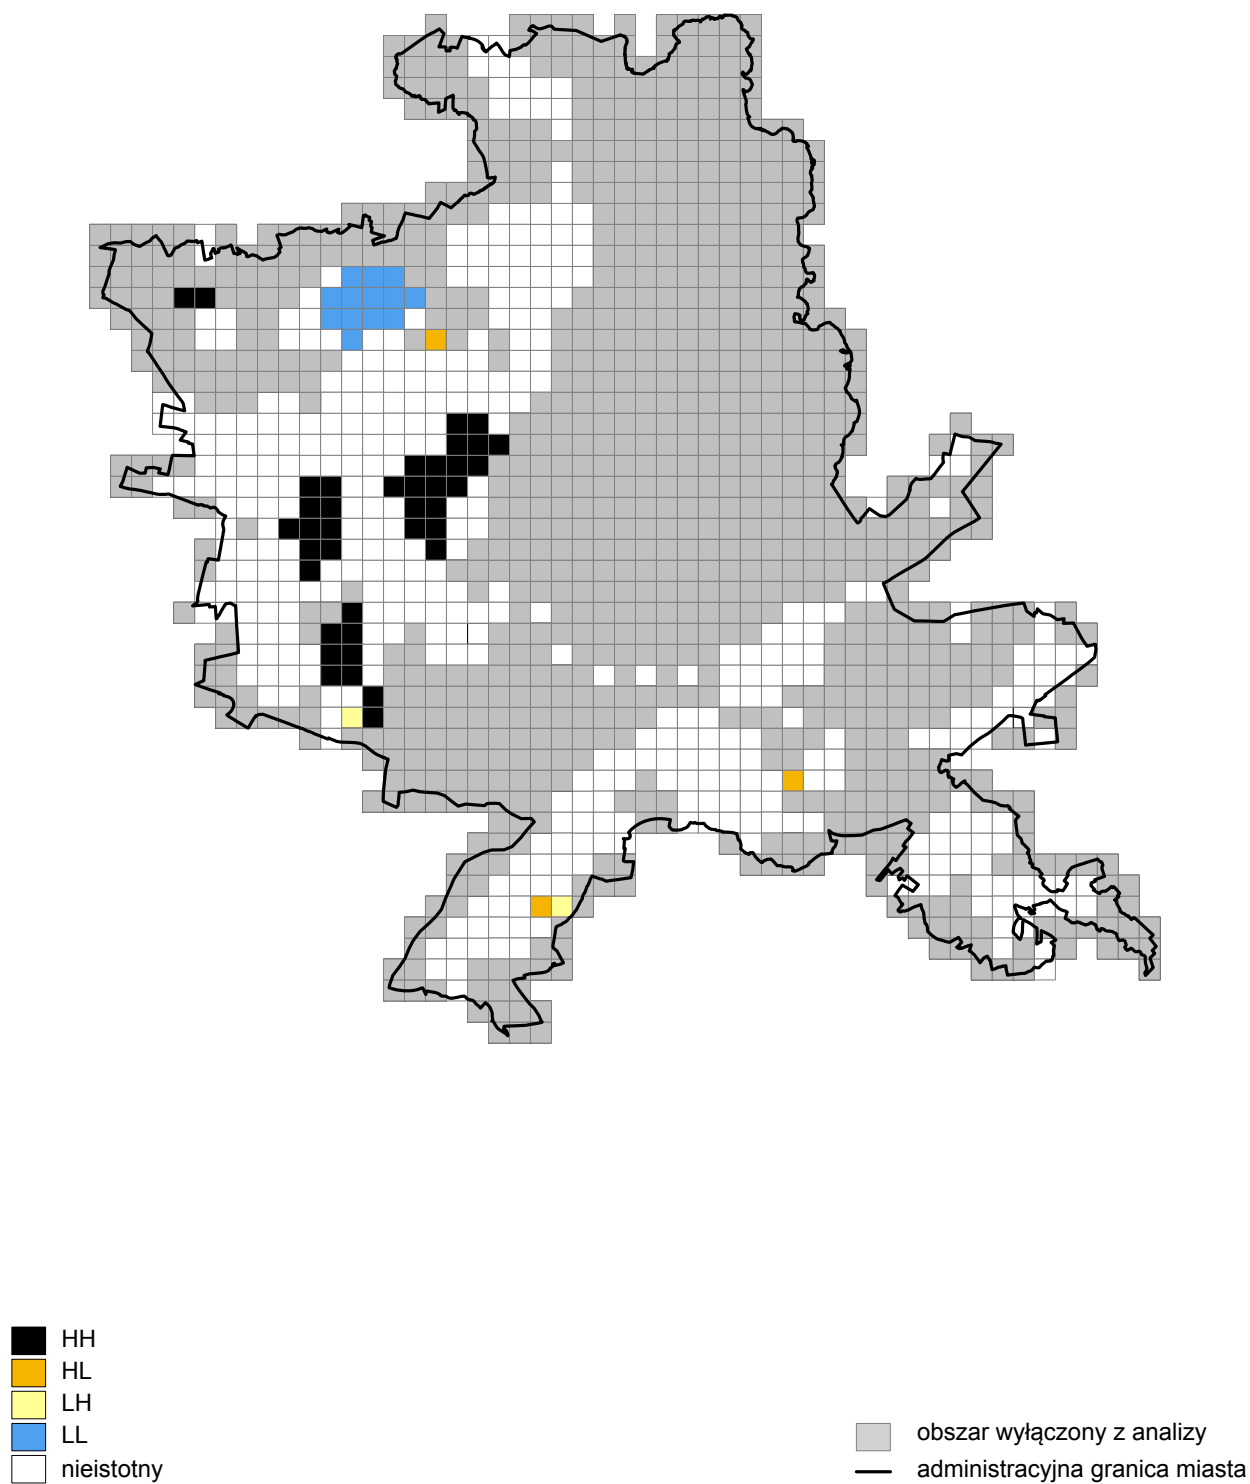 HH
HL
LH
LL
nieistotny
obszar wyłączony z analizy
administracyjna granica miasta